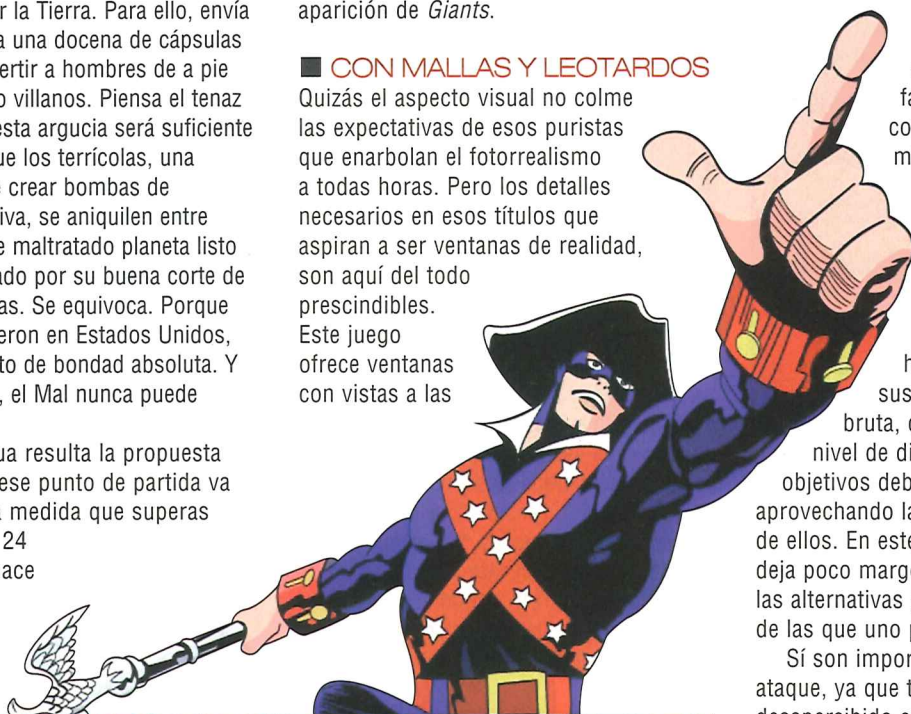 r la Tierra. Para ello, envía
a una docena de cápsulas
ertir a hombres de a pie
o villanos. Piensa el tenaz
esta argucia será suficiente
ue los terrícolas, una
e crear bombas de
iva, se aniquilen entre
e maltratado planeta listo
ado por su buena corte de
as. Se equivoca. Porque
eron en Estados Unidos,
to de bondad absoluta. Y
, el Mal nunca puede
ua resulta la propuesta
ese punto de partida va
a medida que superas
24
ace
aparición de Giants.
■ CON MALLAS Y LEOTARDOS
Quizás el aspecto visual no colme
las expectativas de esos puristas
que enarbolan el fotorrealismo
a todas horas. Pero los detalles
necesarios en esos títulos que
aspiran a ser ventanas de realidad,
son aquí del todo
prescindibles.
Este juego
ofrece ventanas
con vistas a las
fa
co
m
h
sus
bruta, c
nivel de di
objetivos deb
aprovechando la
de ellos. En este
deja poco marge
las alternativas
de las que uno p
Sí son impor
ataque, ya que t